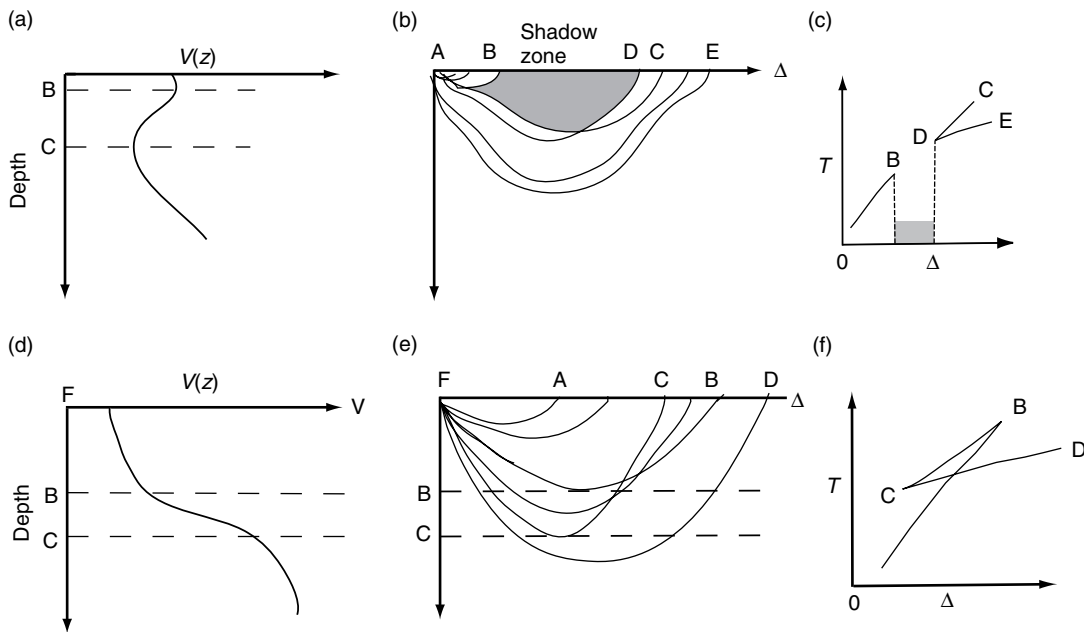 (a)
V(z)
B
C
Depth
(b)
Shadow
zone
A B D C E Δ
(c)
C
D E
B
T
0 Δ
(d)
F V(z) V
B
C
Depth
(e)
F A C B D Δ
B
C
(f)
B
D
T C
0 Δ